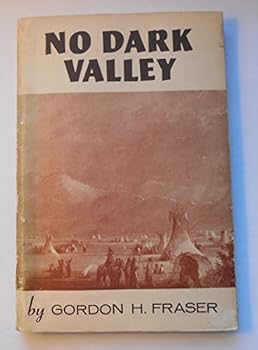 NO DARK
VALLEY
by GORDON H. FRASER